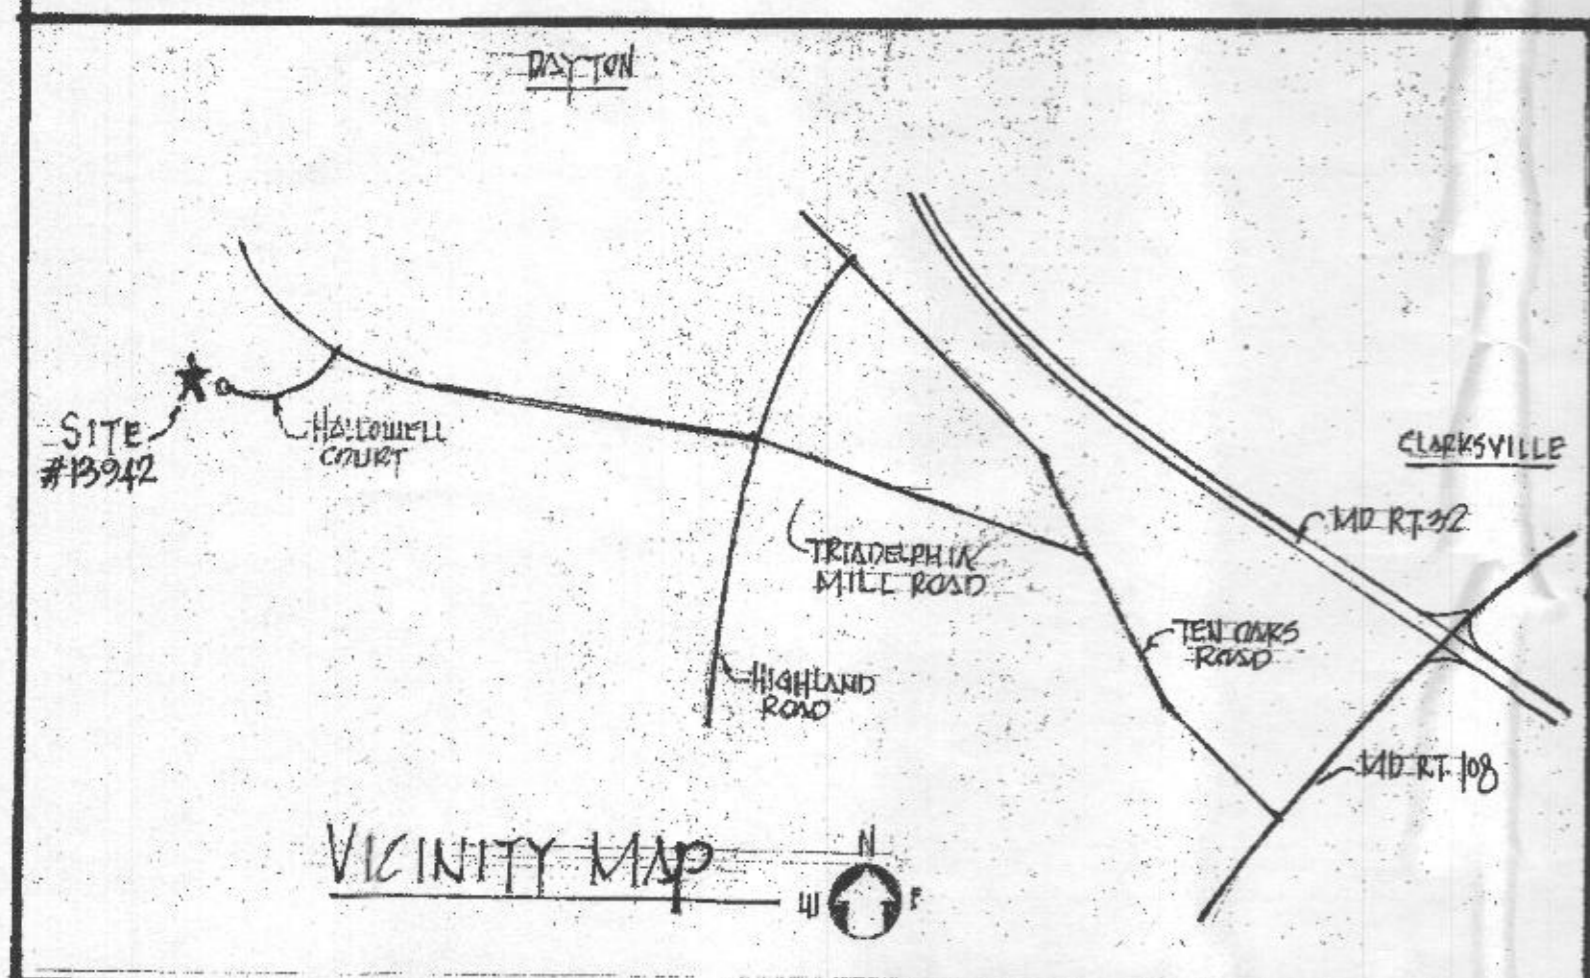 DAYTON
SITE
#13942
HALLOWELL
COURT
CLARKSVILLE
MD RT. 32
TRIADELPHIA
MILL ROAD
TEN OAKS
ROAD
HIGHLAND
ROAD
MD RT. 108
VICINITY MAP
N
W
E